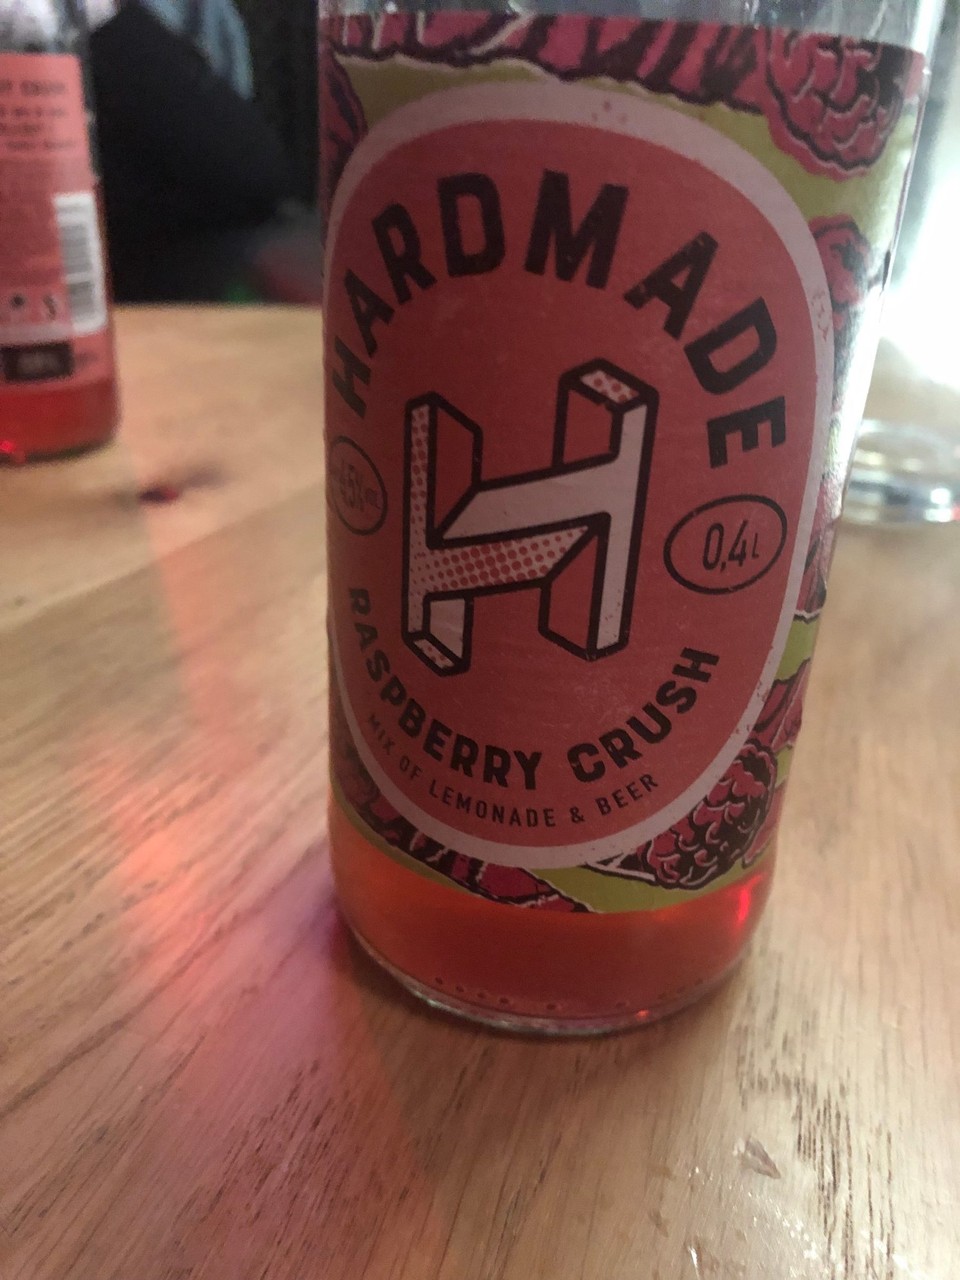 HARDMADE
0,4L
RASPBERRY CRUSH
MIX OF LEMONADE & BEER